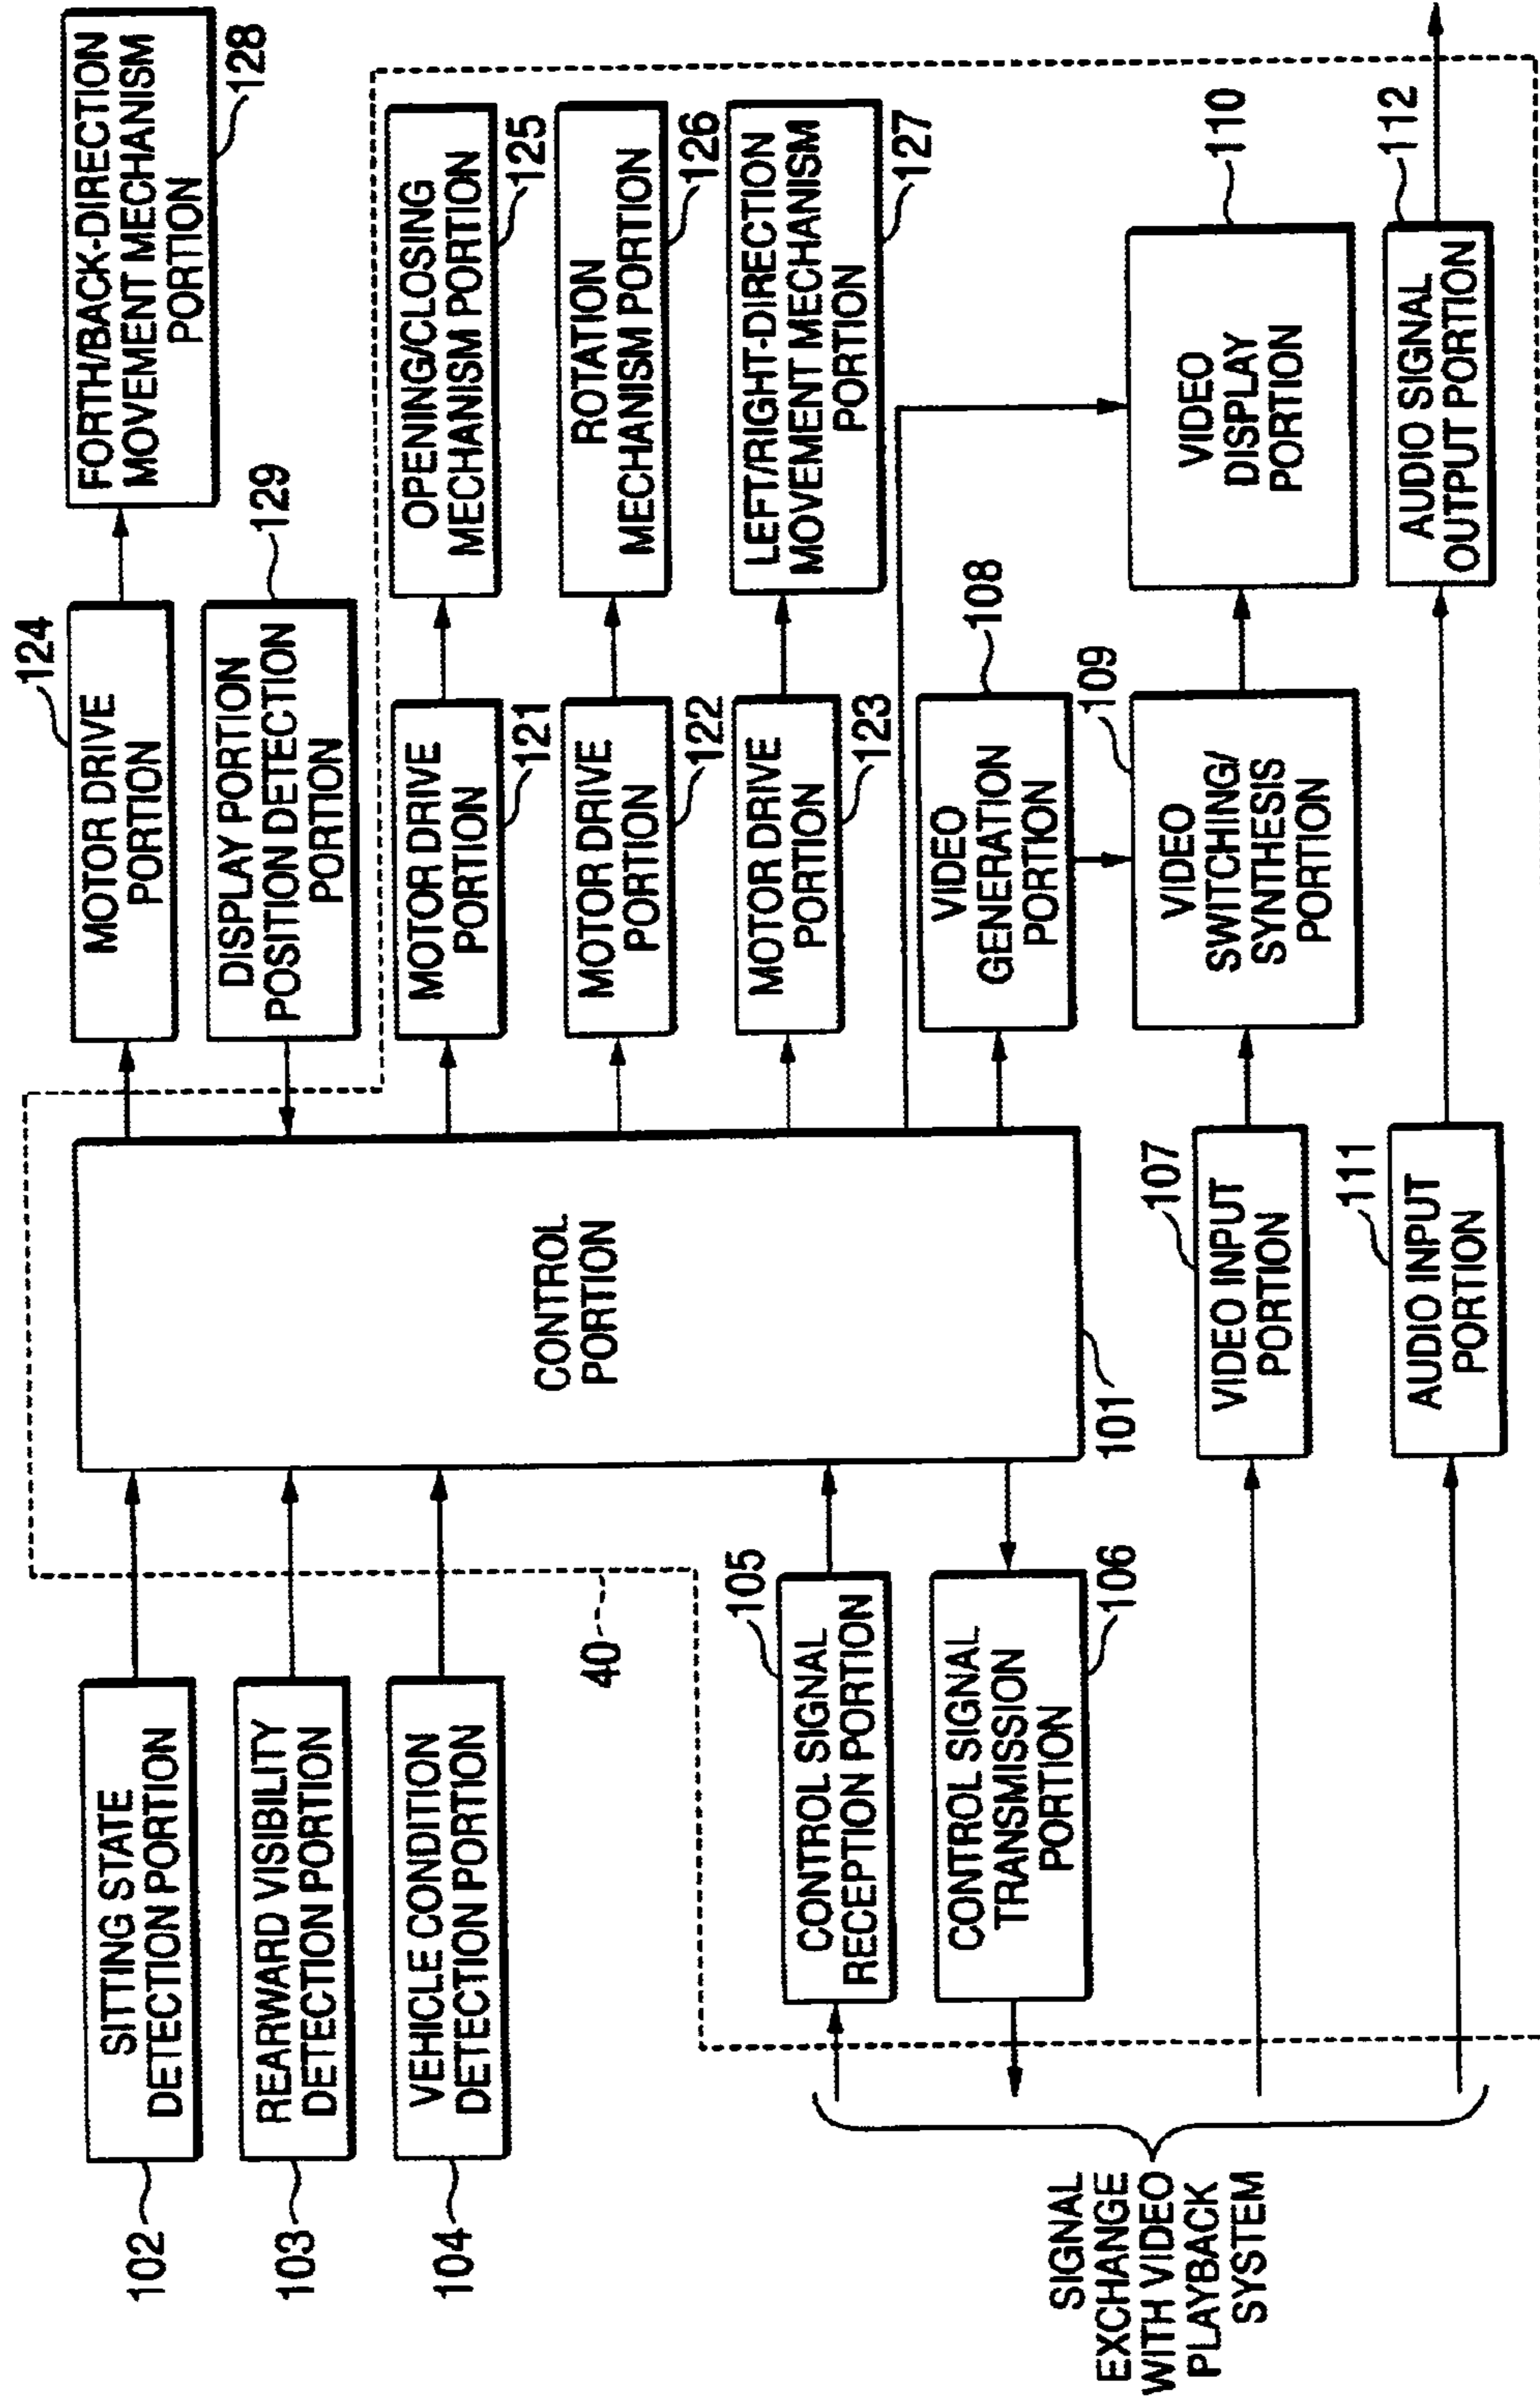 102
SITTING STATE
DETECTION PORTION
103
REARWARD VISIBILITY
DETECTION PORTION
104
VEHICLE CONDITION
DETECTION PORTION
40
105
CONTROL SIGNAL
RECEPTION PORTION
CONTROL SIGNAL
TRANSMISSION
PORTION
106
SIGNAL
EXCHANGE
WITH VIDEO
PLAYBACK
SYSTEM
CONTROL
PORTION
101
107
VIDEO INPUT
PORTION
111
AUDIO INPUT
PORTION
124
MOTOR DRIVE
PORTION
DISPLAY PORTION
POSITION DETECTION
PORTION
129
MOTOR DRIVE
PORTION
121
MOTOR DRIVE
PORTION
122
MOTOR DRIVE
PORTION
123
VIDEO
GENERATION
PORTION
108
109
VIDEO
SWITCHING/
SYNTHESIS
PORTION
FORTH/BACK-DIRECTION
MOVEMENT MECHANISM
PORTION
128
OPENING/CLOSING
MECHANISM PORTION
125
ROTATION
MECHANISM PORTION
126
LEFT/RIGHT-DIRECTION
MOVEMENT MECHANISM
PORTION
127
VIDEO
DISPLAY
PORTION
110
AUDIO SIGNAL
OUTPUT PORTION
112